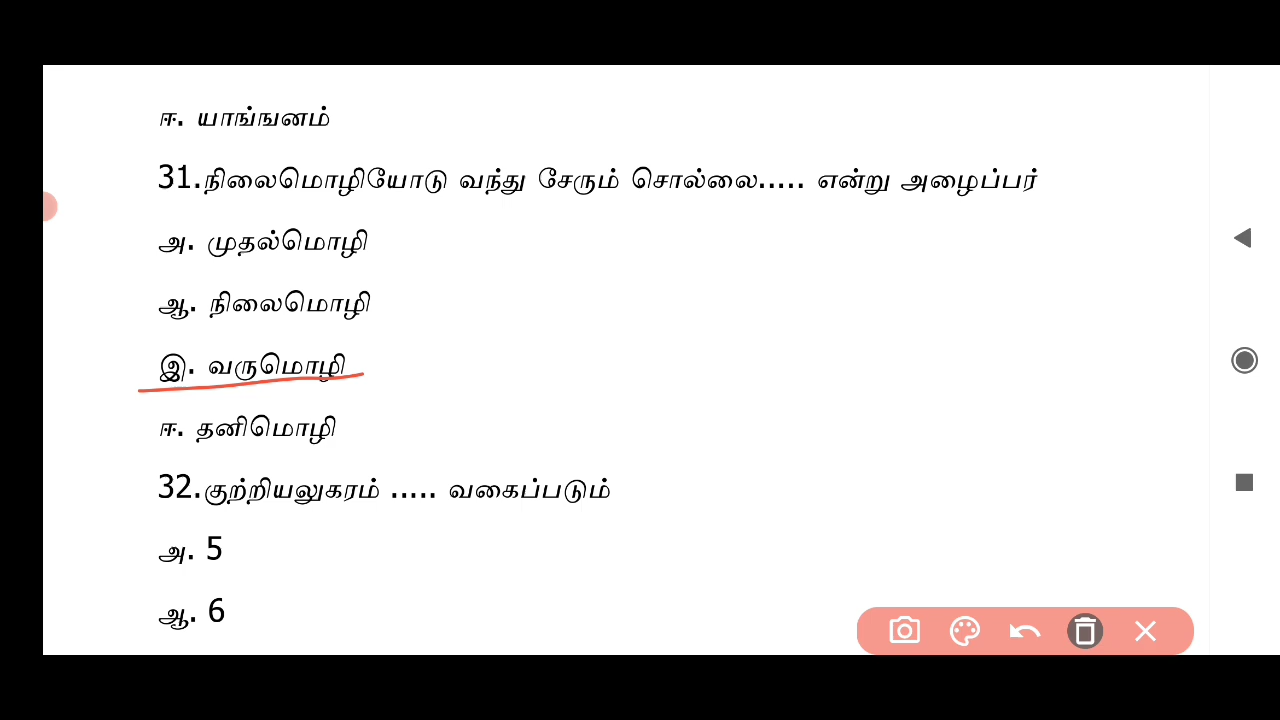 ஈ. யாங்ஙனம்
31.நிலைமொழியோடு வந்து சேரும் சொல்லை..... என்று அழைப்பர்
அ. முதல்மொழி
ஆ. நிலைமொழி
இ. வருமொழி
ஈ. தனிமொழி
32.குற்றியலுகரம் ..... வகைப்படும்
அ. 5
ஆ. 6